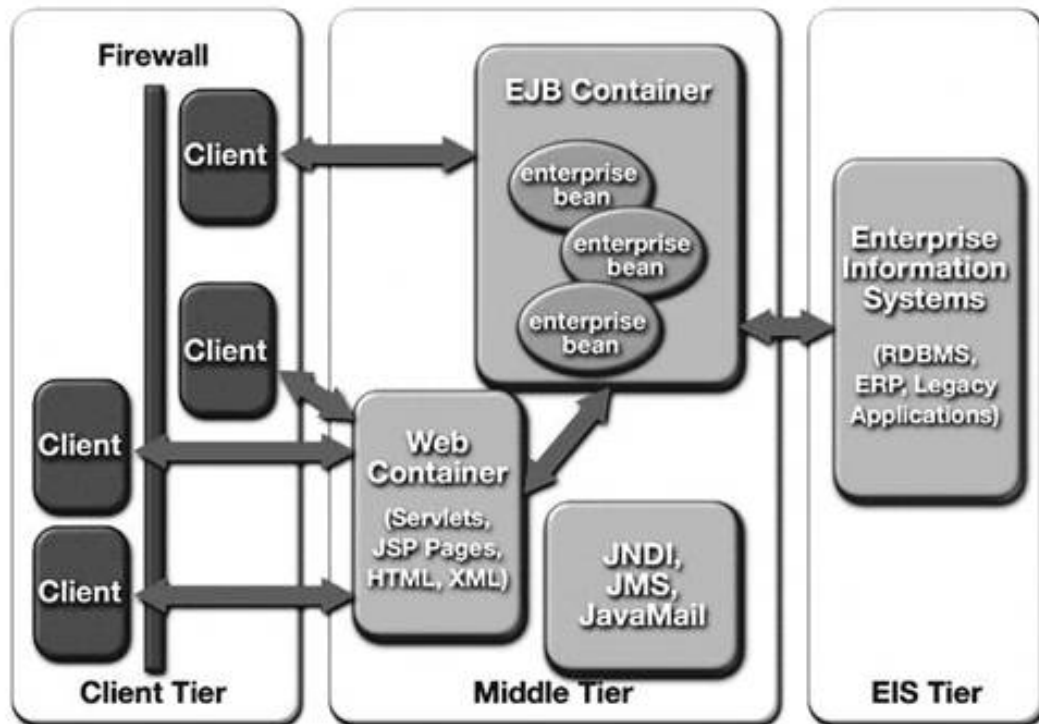 Firewall
Client
Client
Client
Client
Client Tier
EJB Container
enterprise
bean
enterprise
bean
enterprise
bean
Web
Container
(Servlets,
JSP Pages,
HTML, XML)
JNDI,
JMS,
JavaMail
Middle Tier
Enterprise
Information
Systems
(RDBMS,
ERP, Legacy
Applications)
EIS Tier